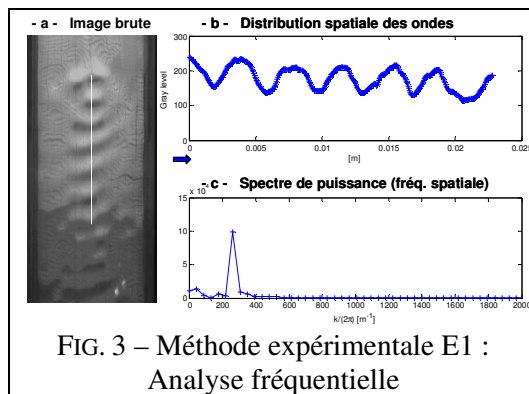 - a - Image brute
- b - Distribution spatiale des ondes
300
200
100
0
Gray level
0 0.005 0.01 0.015 0.02 0.025
[m]
- c - Spectre de puissance (fréq. spatiale)
x 10
15
10
5
0
0 200 400 600 800 1000 1200 1400 1600 1800 2000
k/(2π) [m⁻¹]
FIG. 3 – Méthode expérimentale E1 :
Analyse fréquentielle